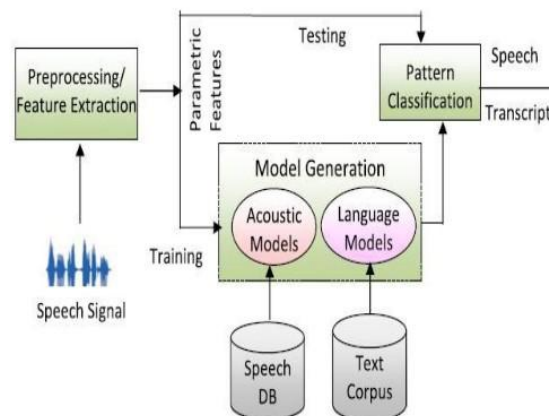 Testing
Preprocessing/
Feature Extraction
Parametric
Features
Pattern
Classification
Speech
Transcript
Model Generation
Acoustic
Models
Language
Models
Training
Speech Signal
Speech
DB
Text
Corpus